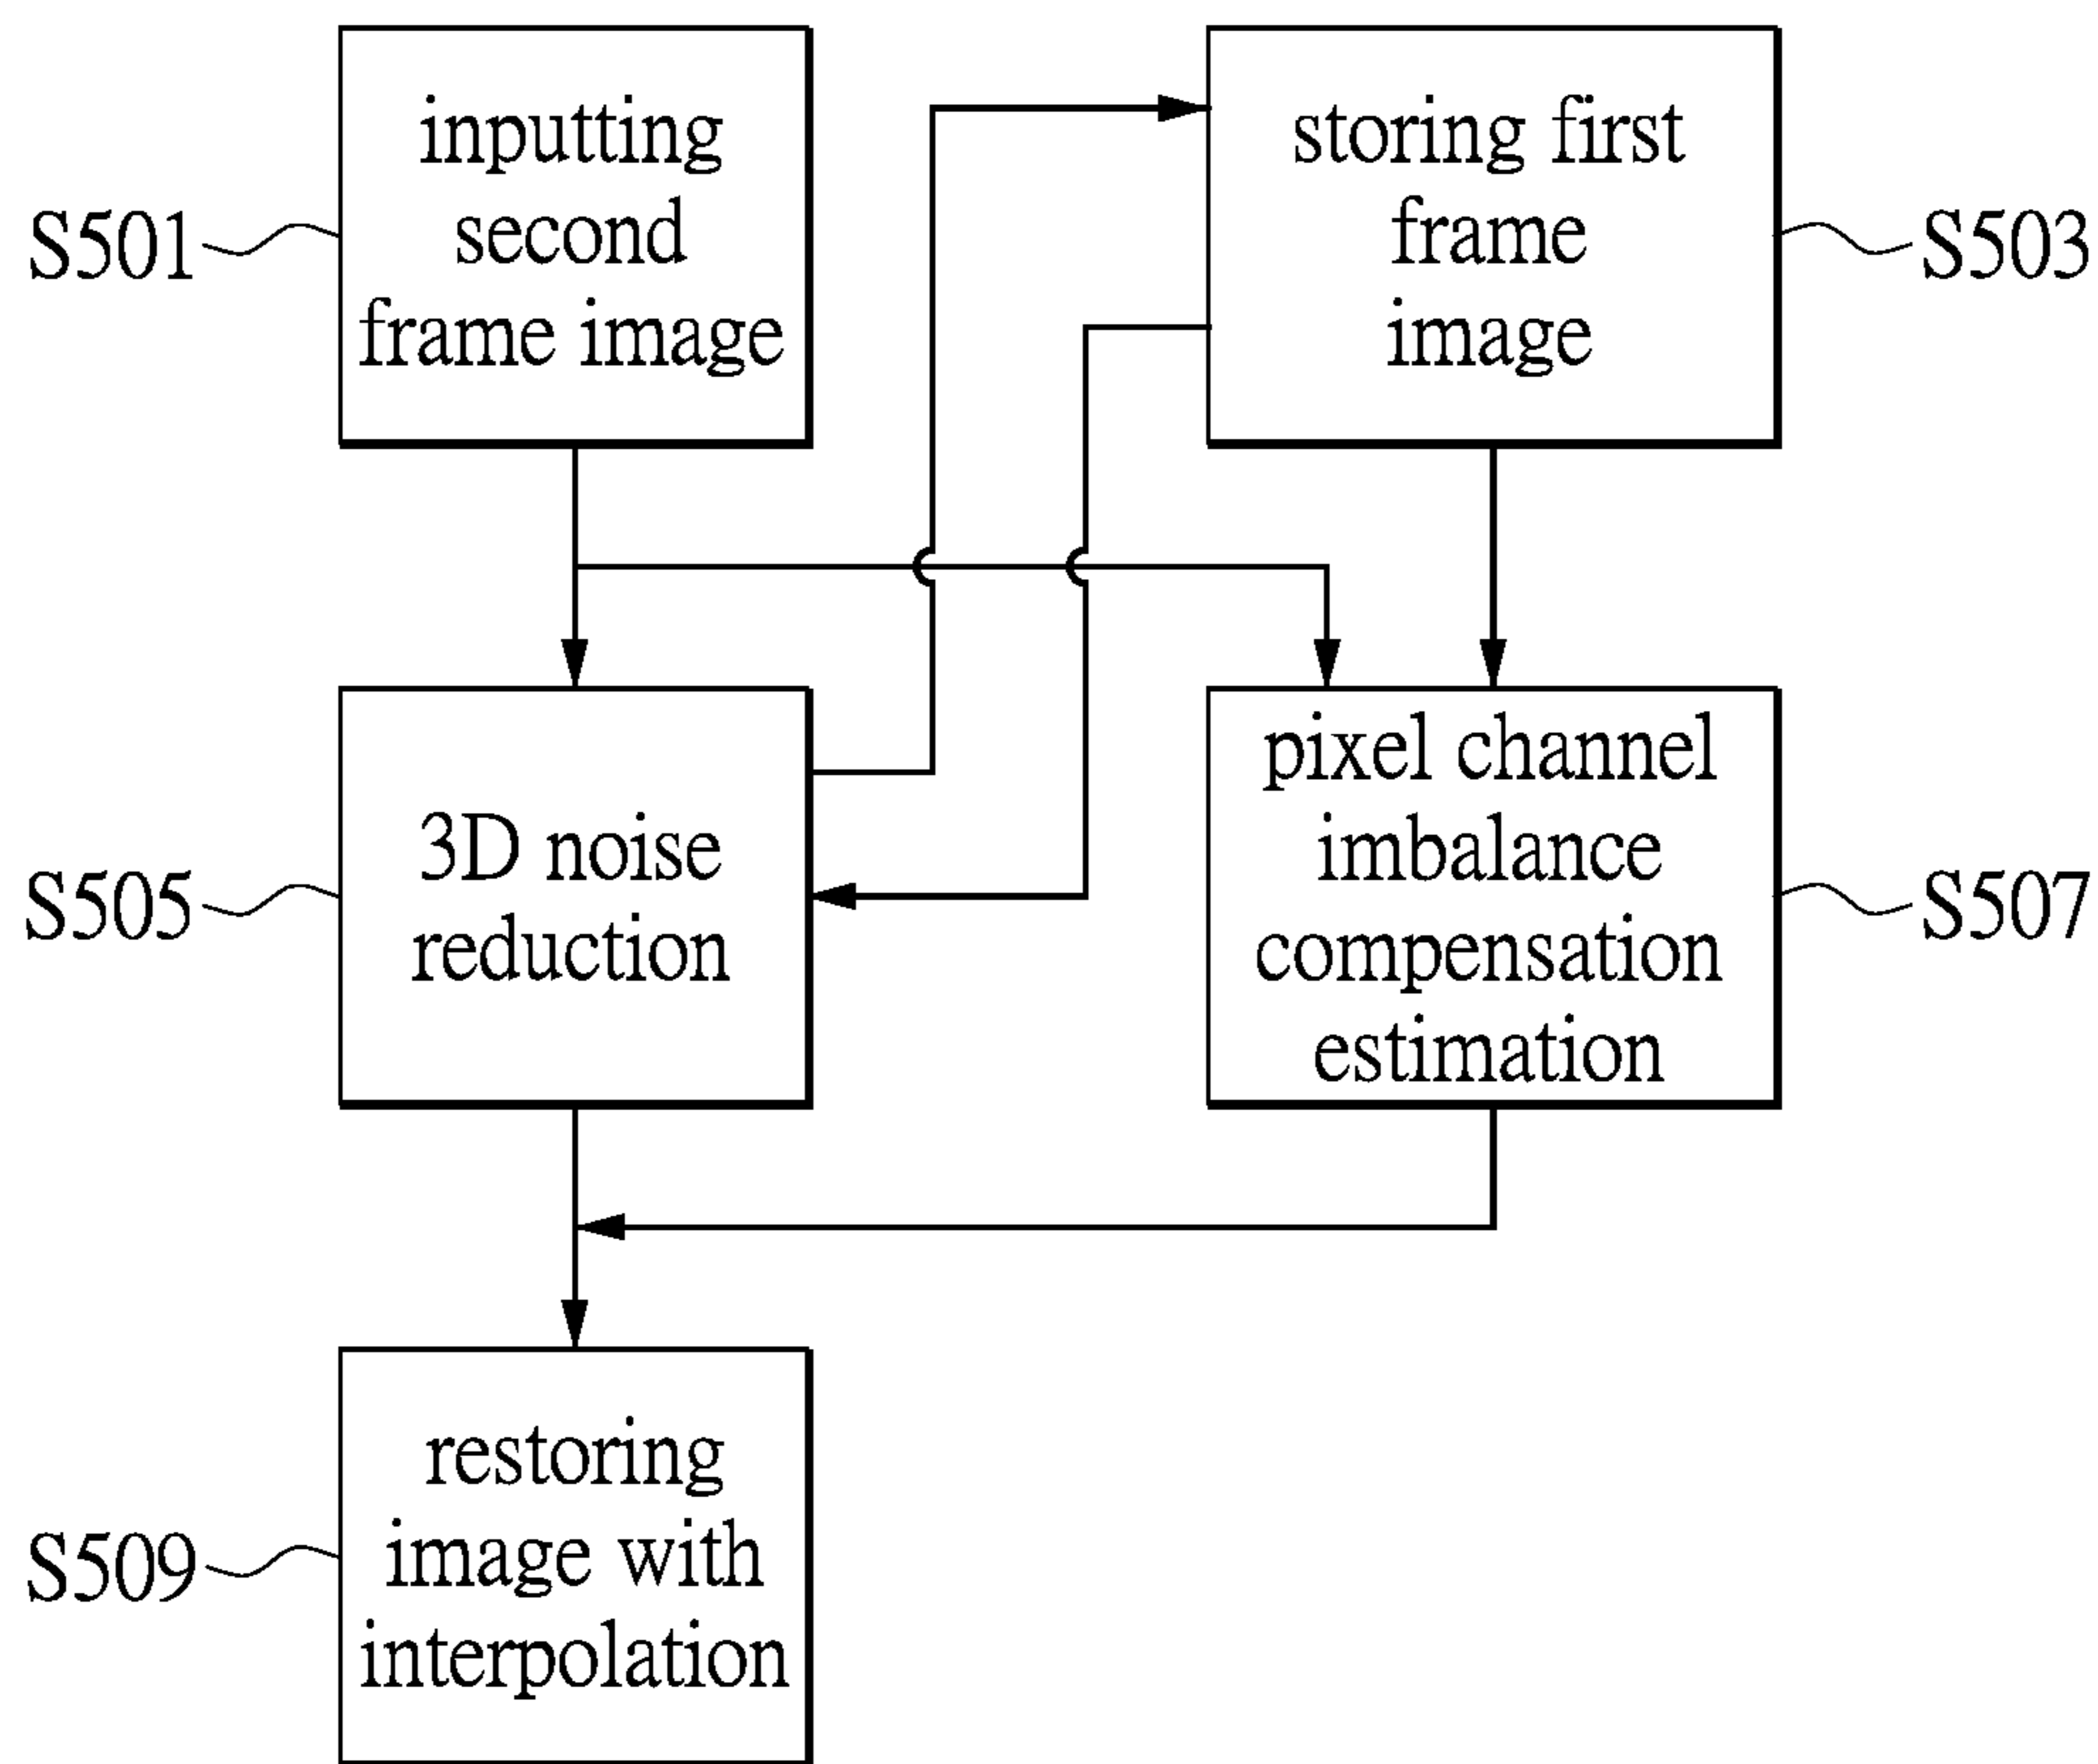 S501
inputting
second
frame image
storing first
frame
image
S503
S505
3D noise
reduction
pixel channel
imbalance
compensation
estimation
S507
S509
restoring
image with
interpolation